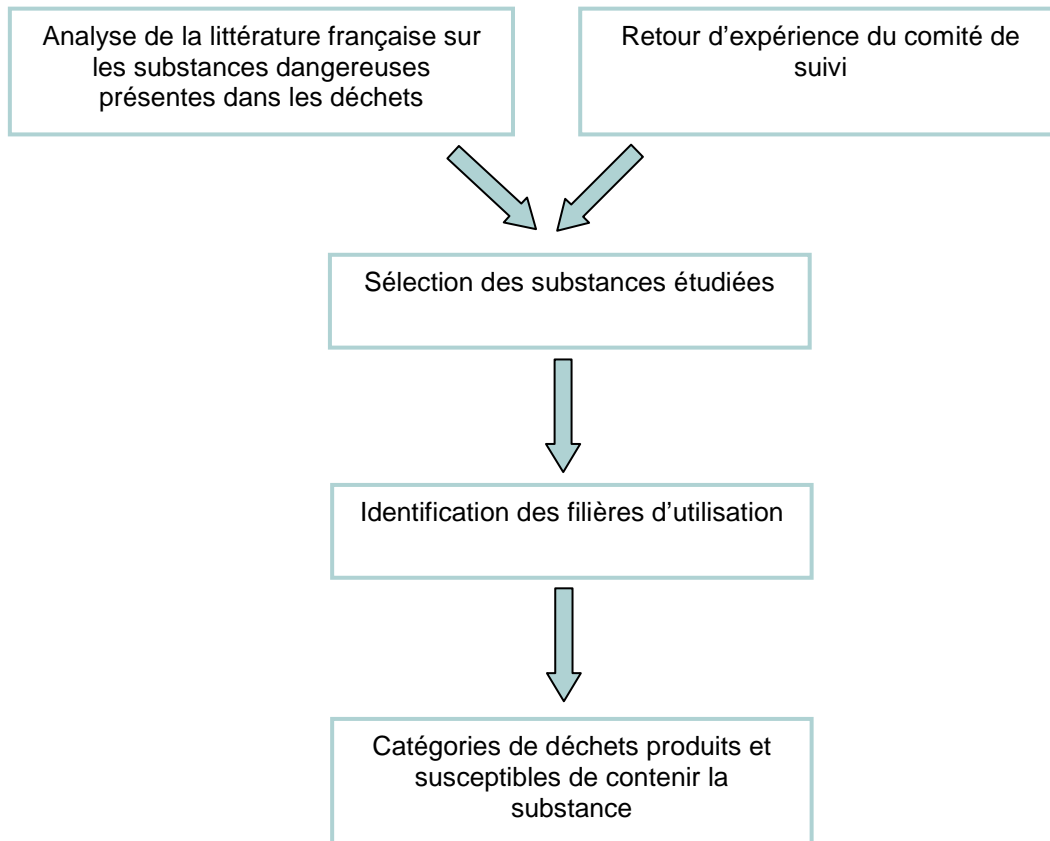 Analyse de la littérature française sur
les substances dangereuses
présentes dans les déchets
Retour d’expérience du comité de
suivi
Sélection des substances étudiées
Identification des filières d’utilisation
Catégories de déchets produits et
susceptibles de contenir la
substance